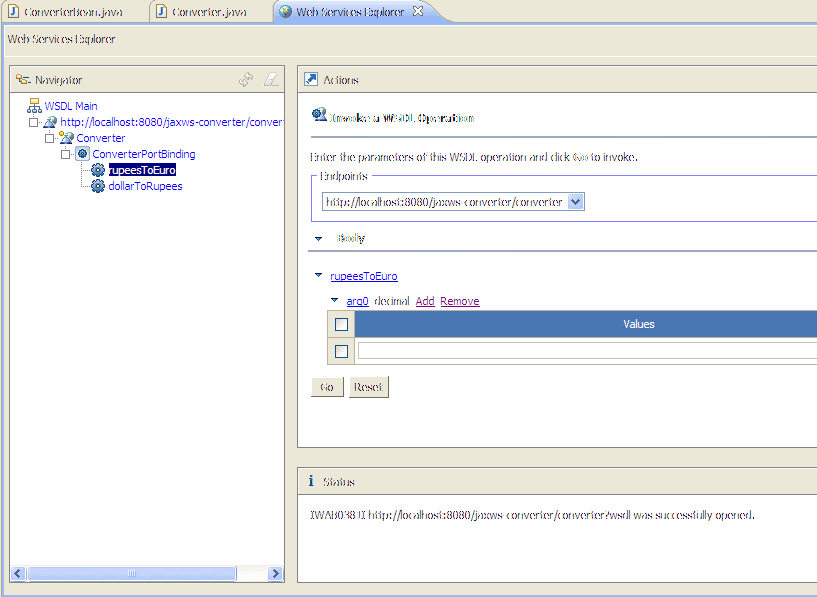 ConverterBean.java
Converter.java
Web Services Explorer
Web Services Explorer
Navigator
WSDL Main
http://localhost:8080/jaxws-converter/conver
Converter
ConverterPortBinding
rupeesToEuro
dollarToRupees
Actions
Invoke a WSDL Operation
Enter the parameters of this WSDL operation and click Go to invoke.
Endpoints
http://localhost:8080/jaxws-converter/converter
Body
rupeesToEuro
arg0 decimal Add Remove
Values
Go Reset
i Status
IWAB0381I http://localhost:8080/jaxws-converter/converter?wsdl was successfully opened.